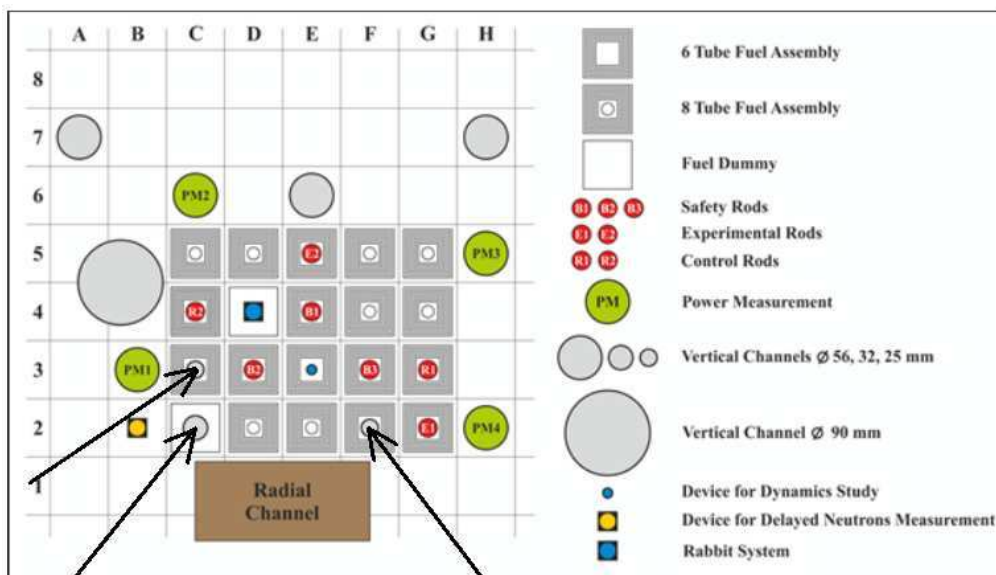 A B C D E F G H
8
7
6 PM2
5 E2 PM3
4 R2 B1
3 PM1 B2 B3 R1
2 E1 PM4
1
Radial
Channel
6 Tube Fuel Assembly
8 Tube Fuel Assembly
Fuel Dummy
B1 B2 B3 Safety Rods
E1 E2 Experimental Rods
R1 R2 Control Rods
PM Power Measurement
Vertical Channels Ø 56, 32, 25 mm
Vertical Channel Ø 90 mm
Device for Dynamics Study
Device for Delayed Neutrons Measurement
Rabbit System